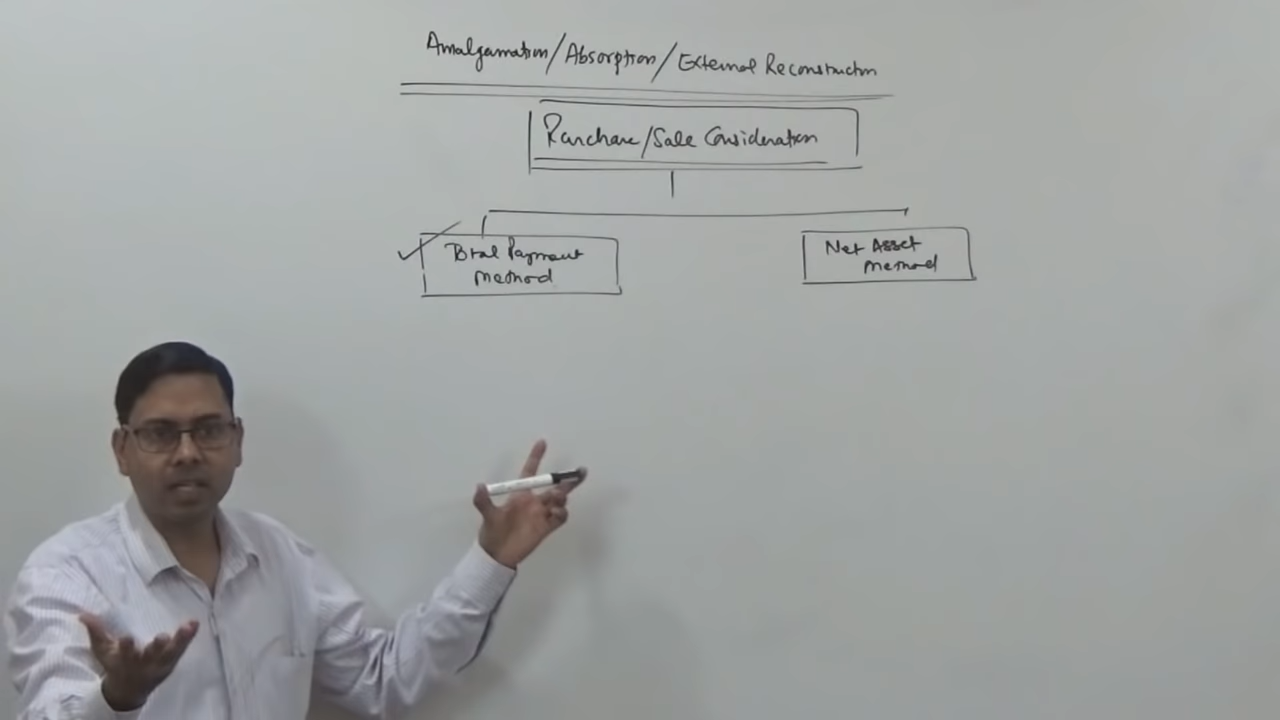 Amalgamation/Absorption/External Reconstruction
Purchase/Sale Consideration
Total Payment
Method
Net Asset
Method